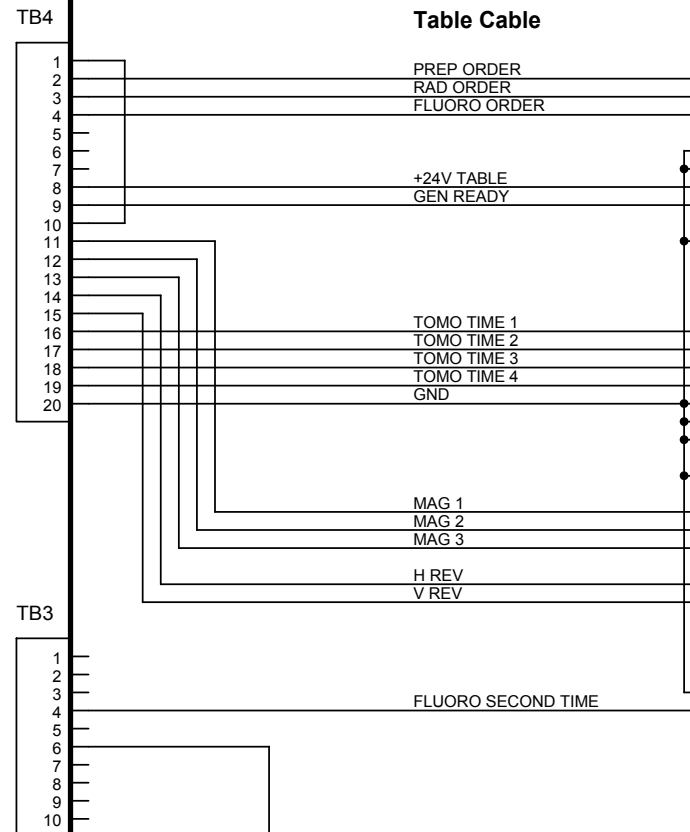 TB4
Table Cable
1
2 PREP ORDER
3 RAD ORDER
4 FLUORO ORDER
5
6
7
8 +24V TABLE
9 GEN READY
10
11
12
13
14
15
16 TOMO TIME 1
17 TOMO TIME 2
18 TOMO TIME 3
19 TOMO TIME 4
20 GND
MAG 1
MAG 2
MAG 3
H REV
V REV
TB3
1
2
3
4 FLUORO SECOND TIME
5
6
7
8
9
10